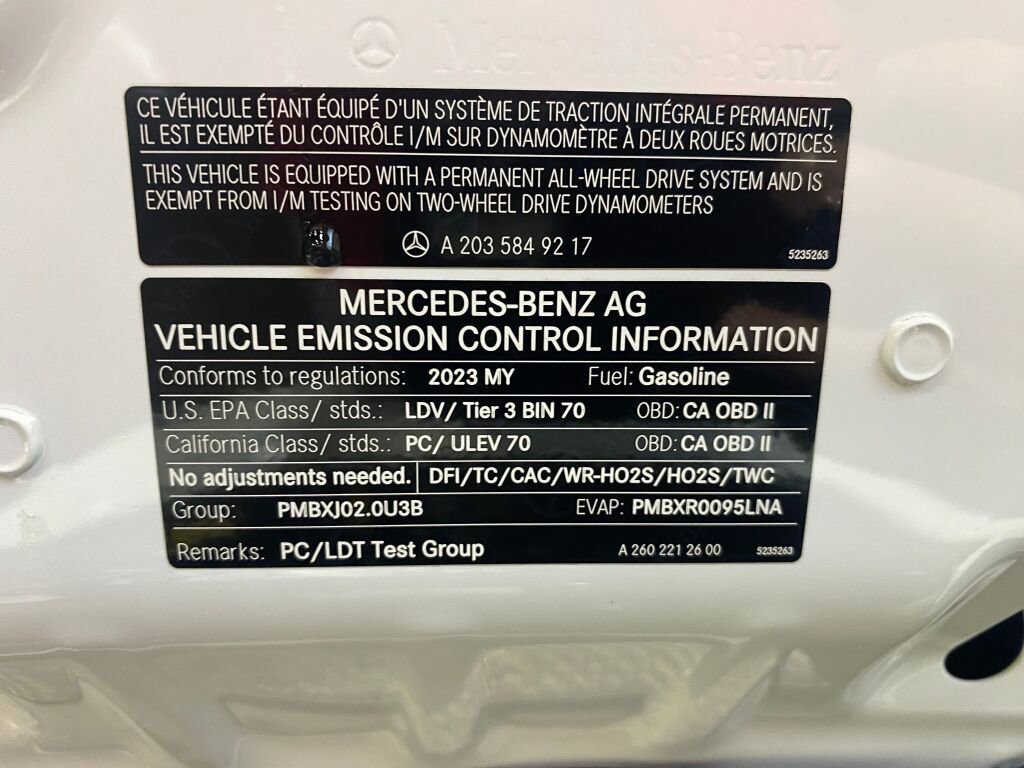 Mercedes-Benz
CE VÉHICULE ÉTANT ÉQUIPÉ D'UN SYSTÈME DE TRACTION INTÉGRALE PERMANENT,
IL EST EXEMPTÉ DU CONTRÔLE I/M SUR DYNAMOMÈTRE À DEUX ROUES MOTRICES.
THIS VEHICLE IS EQUIPPED WITH A PERMANENT ALL-WHEEL DRIVE SYSTEM AND IS
EXEMPT FROM I/M TESTING ON TWO-WHEEL DRIVE DYNAMOMETERS
A 203 584 92 17 5235263
MERCEDES-BENZ AG
VEHICLE EMISSION CONTROL INFORMATION
Conforms to regulations: 2023 MY Fuel: Gasoline
U.S. EPA Class/ stds.: LDV/ Tier 3 BIN 70 OBD: CA OBD II
California Class/ stds.: PC/ ULEV 70 OBD: CA OBD II
No adjustments needed. DFI/TC/CAC/WR-HO2S/HO2S/TWC
Group: PMBXJ02.0U3B EVAP: PMBXR0095LNA
Remarks: PC/LDT Test Group A 260 221 26 00 5235263